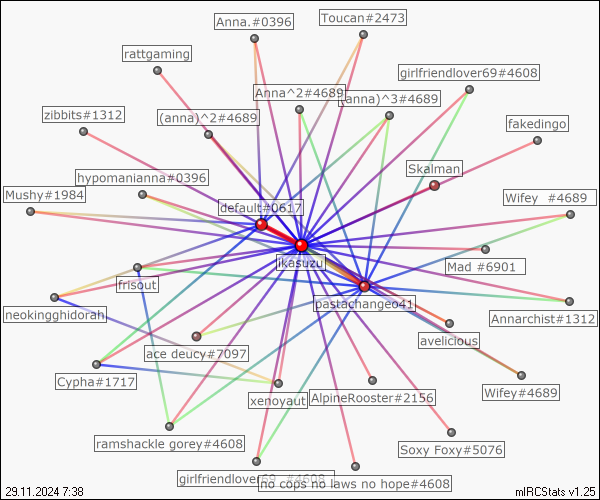 Anna.#0396
Toucan#2473
rattgaming
girlfriendlover69#4608
Anna^2#4689
(anna)^3#4689
zibbits#1312
(anna)^2#4689
fakedingo
Skalman
hypomanianna#0396
Mushy#1984
Wifey #4689
default#0617
ikasuzu
Mad #6901
frisout
pastachange041
neokingghidorah
Annarchist#1312
avelicious
ace deucy#7097
Cypha#1717
xenoyaut
AlpineRooster#2156
Wifey#4689
ramshackle gorey#4608
Soxy Foxy#5076
girlfriendlover69 #4608
no cops no laws no hope#4608
29.11.2024 7:38
mIRCStats v1.25